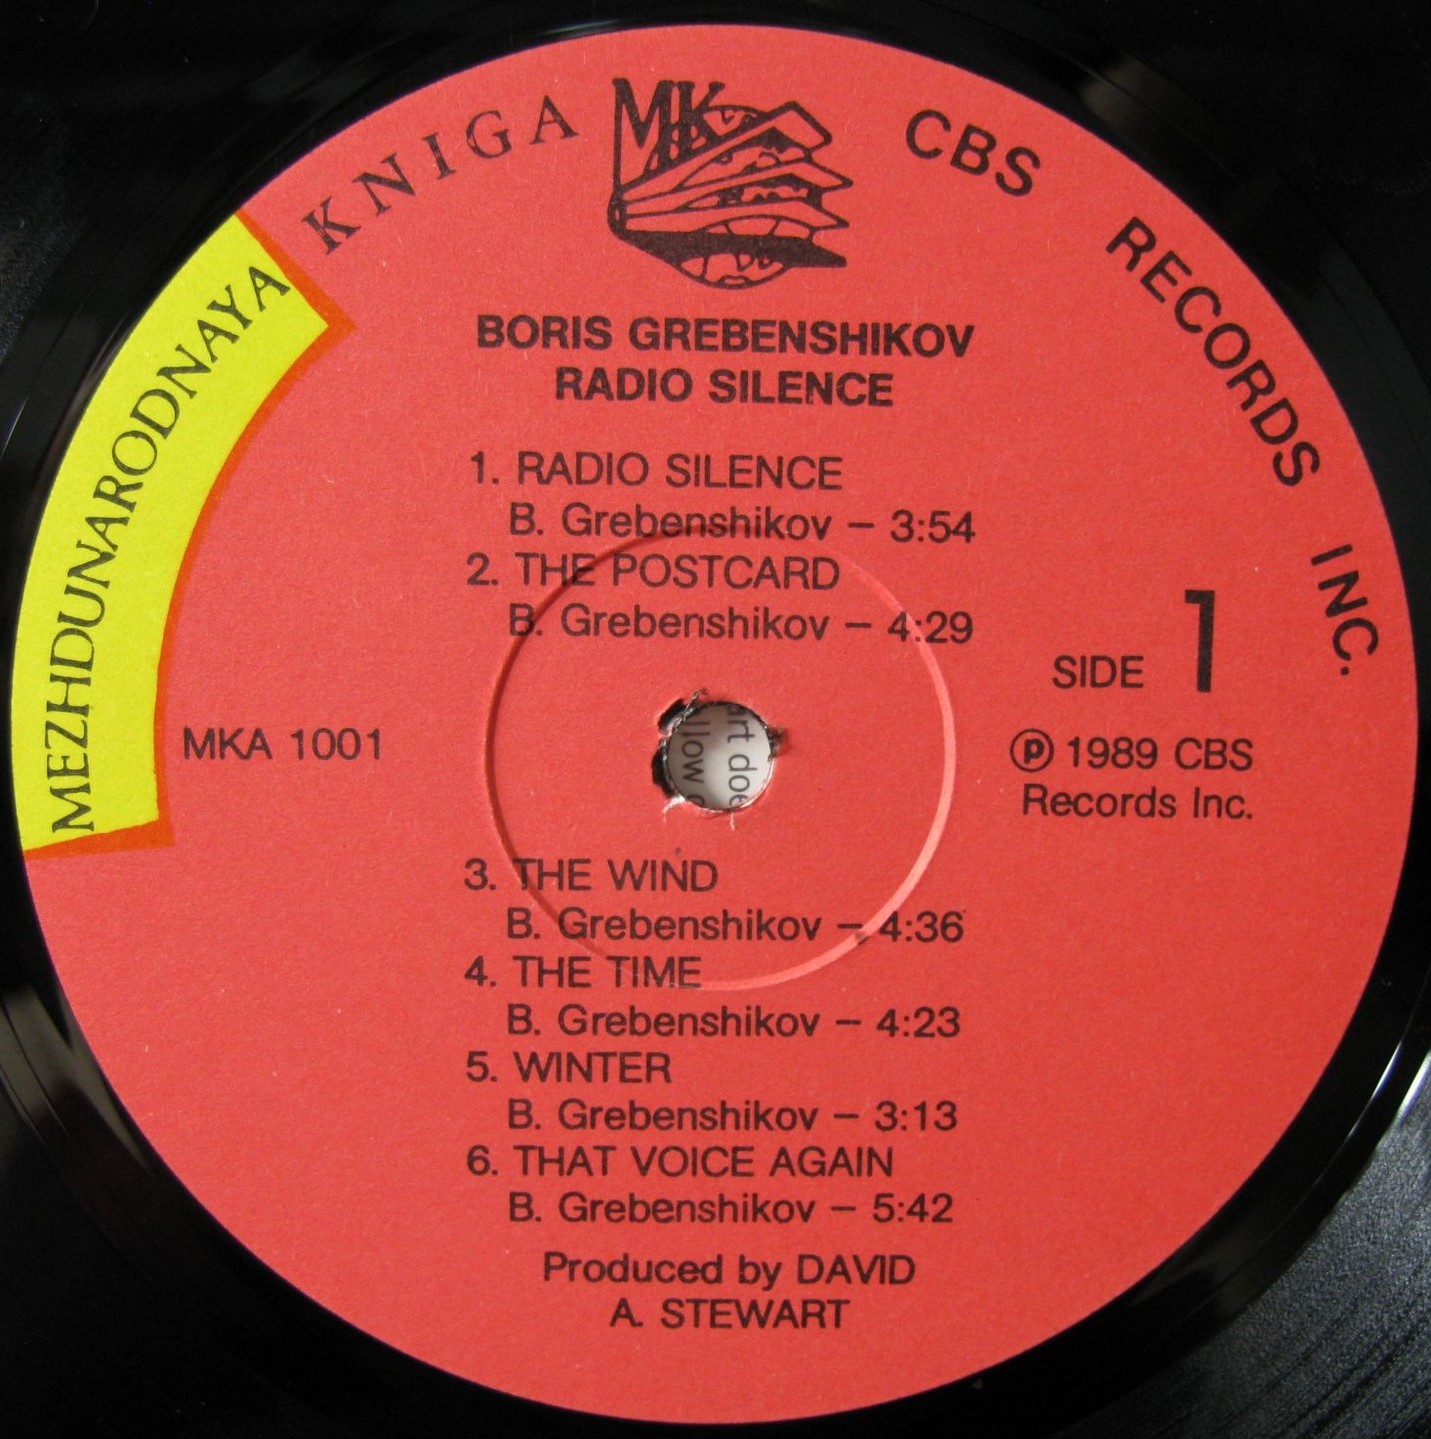 MEZHDUNARODNAYA KNIGA
MK
CBS RECORDS INC.
BORIS GREBENSHIKOV
RADIO SILENCE
1. RADIO SILENCE
B. Grebenshikov – 3:54
2. THE POSTCARD
B. Grebenshikov – 4:29
SIDE 1
MKA 1001
℗ 1989 CBS
Records Inc.
art doe
llow
3. THE WIND
B. Grebenshikov – 4:36
4. THE TIME
B. Grebenshikov – 4:23
5. WINTER
B. Grebenshikov – 3:13
6. THAT VOICE AGAIN
B. Grebenshikov – 5:42
Produced by DAVID
A. STEWART